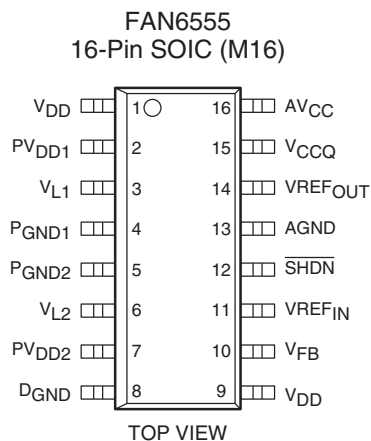 FAN6555
16-Pin SOIC (M16)
VDD 1 16 AVCC
PVDD1 2 15 VCCQ
VL1 3 14 VREFOUT
PGND1 4 13 AGND
PGND2 5 12 SHDN
VL2 6 11 VREFIN
PVDD2 7 10 VFB
DGND 8 9 VDD
TOP VIEW